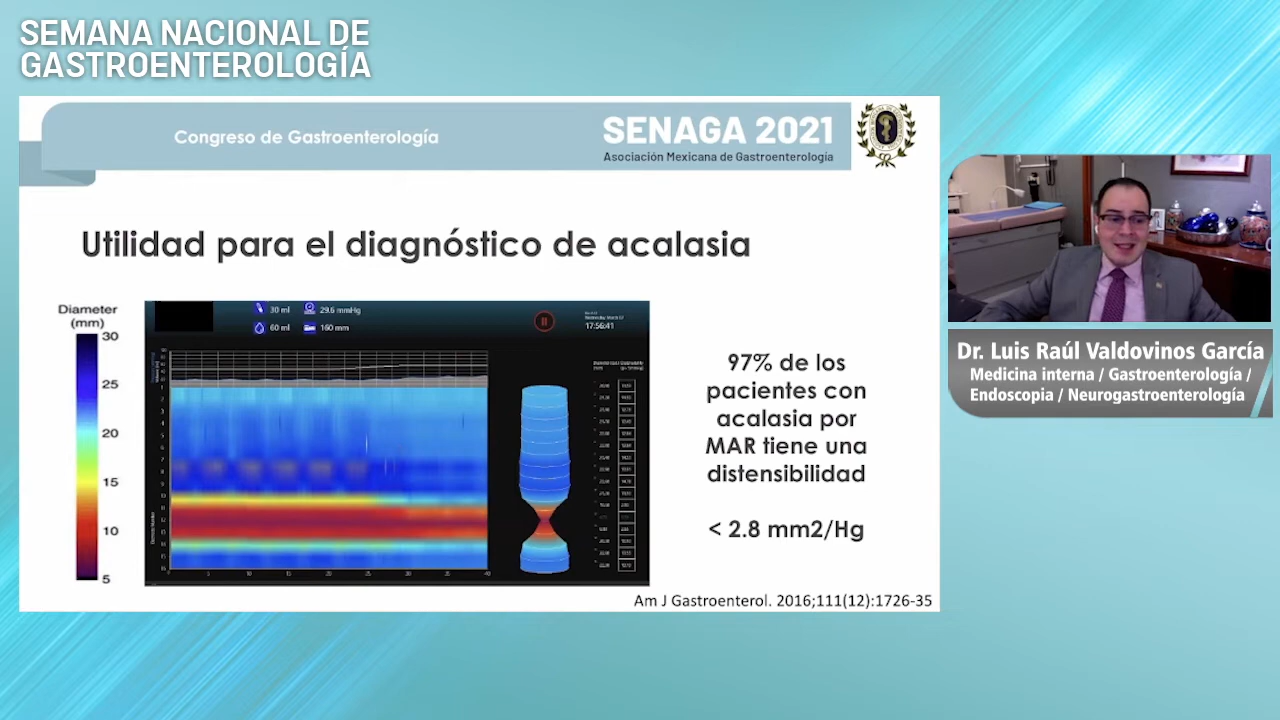 SEMANA NACIONAL DE
GASTROENTEROLOGÍA
Congreso de Gastroenterología
SENAGA 2021
Asociación Mexicana de Gastroenterología
Utilidad para el diagnóstico de acalasia
Diameter
(mm)
30
25
20
15
10
5
30 ml
29.6 mmHg
60 ml
160 mm
17:56:41
97% de los
pacientes con
acalasia por
MAR tiene una
distensibilidad
< 2.8 mm2/Hg
Am J Gastroenterol. 2016;111(12):1726-35
Dr. Luis Raúl Valdovinos García
Medicina interna / Gastroenterología /
Endoscopia / Neurogastroenterología